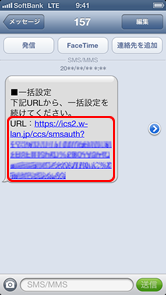 SoftBank LTE 9:41
メッセージ 157 編集
発信 FaceTime 連絡先を追加
SMS/MMS
■一括設定
下記URLから、一括設定を
続けてください。
URL：https://ics2.w-
lan.jp/ccs/smsauth?
SMS/MMS 送信